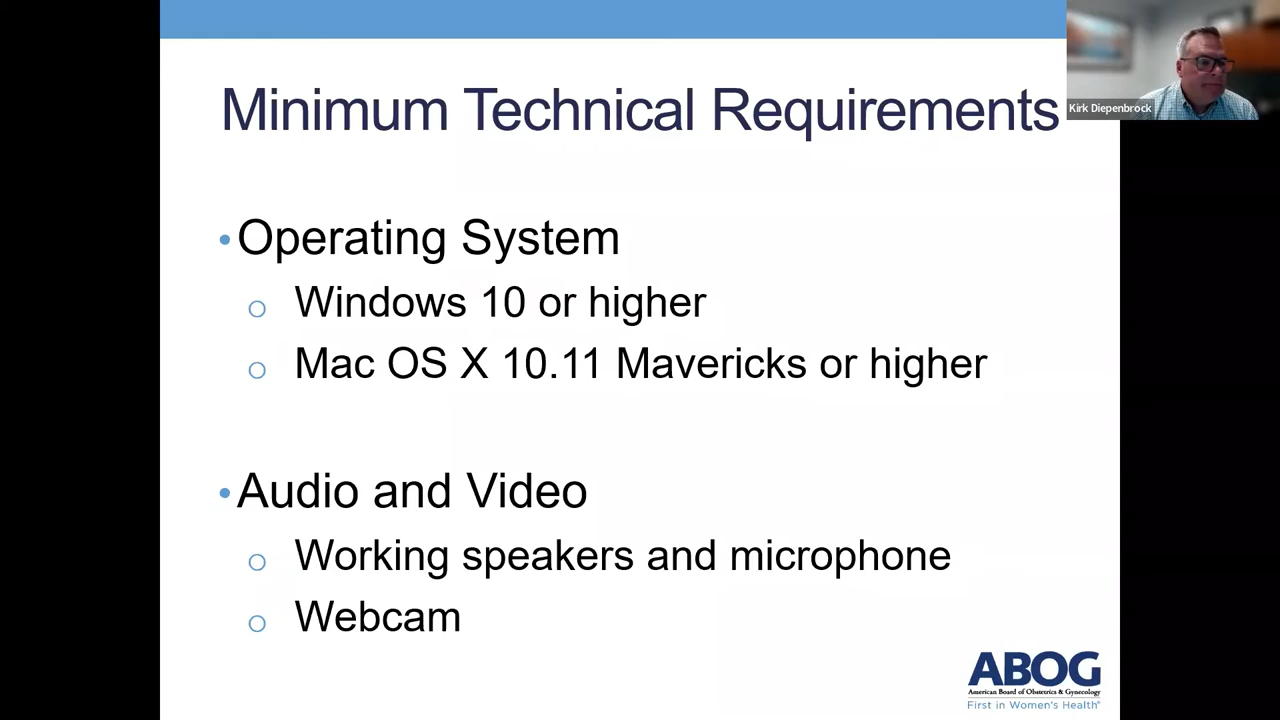 Minimum Technical Requirements
Kirk Diepenbrock
• Operating System
o Windows 10 or higher
o Mac OS X 10.11 Mavericks or higher
• Audio and Video
o Working speakers and microphone
o Webcam
ABOG
American Board of Obstetrics & Gynecology
First in Women's Health®